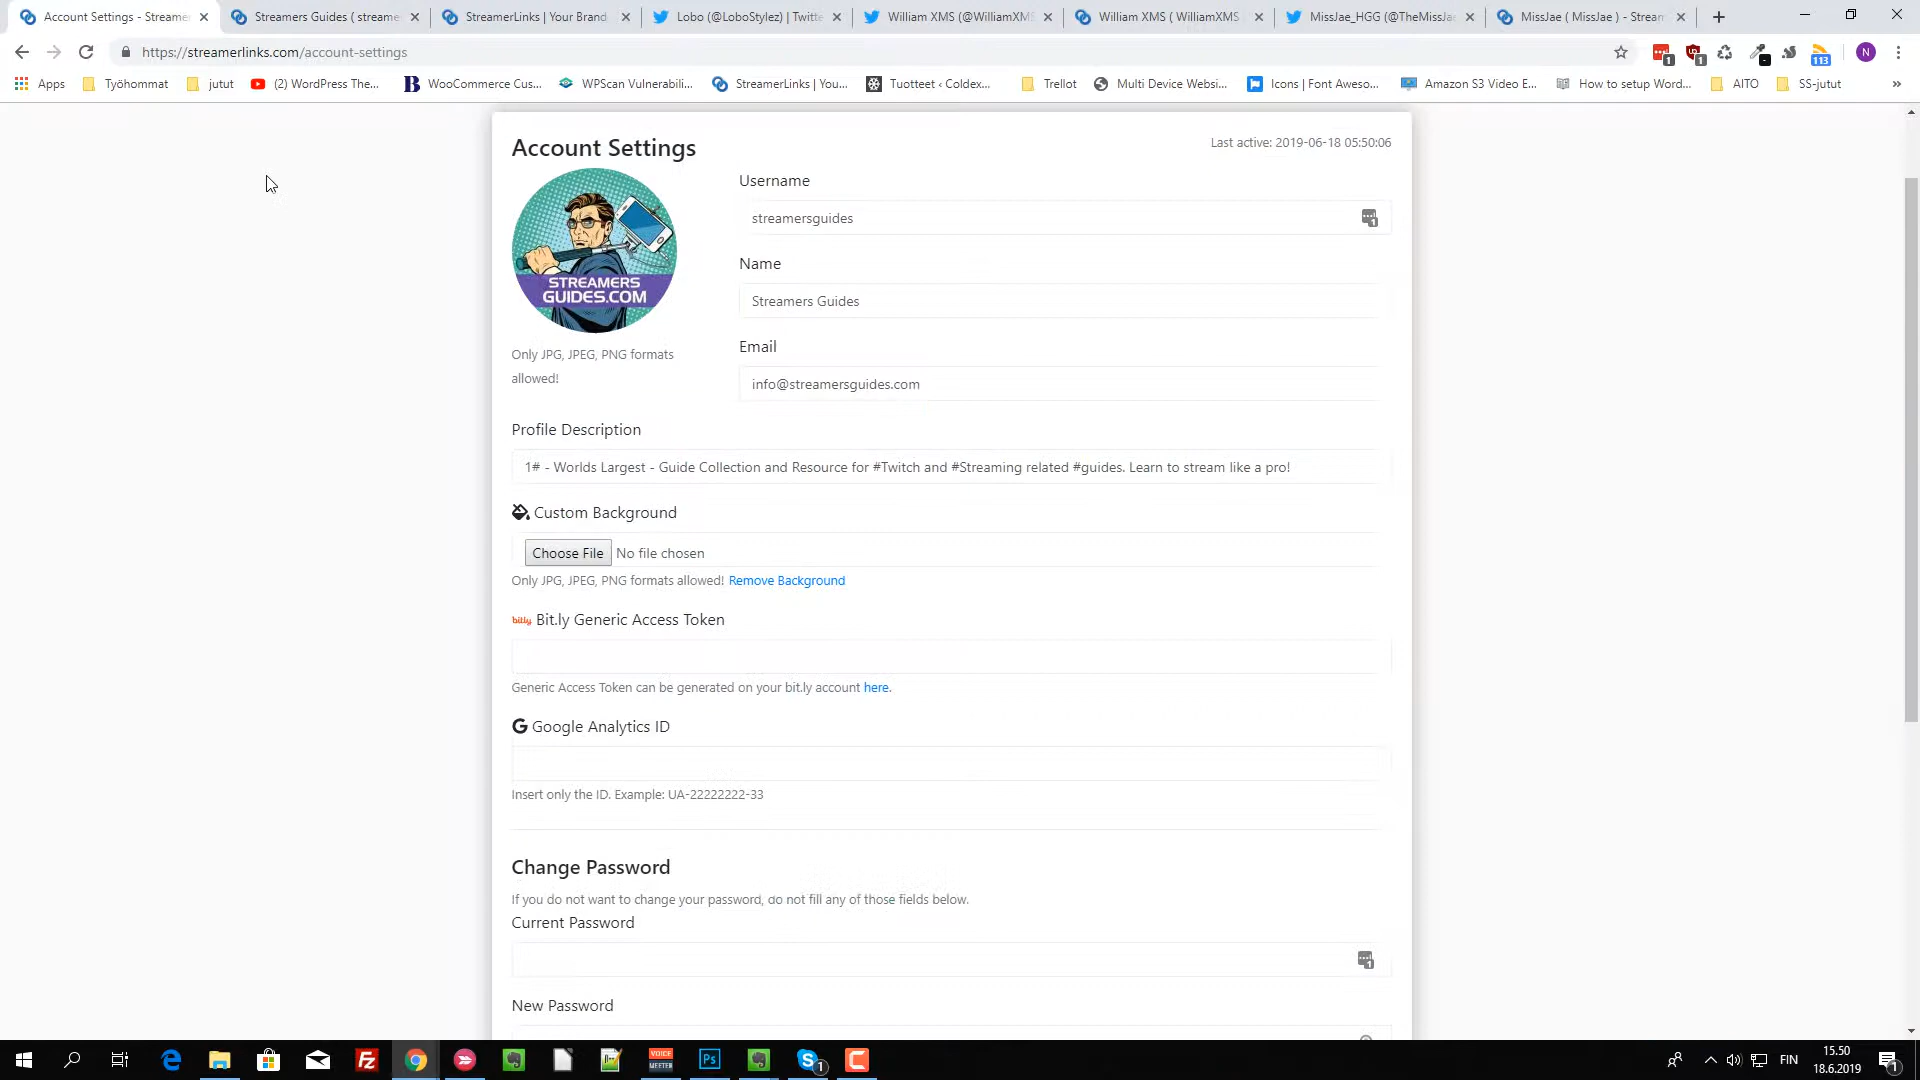 Account Settings - Streame
Streamers Guides ( streame
StreamerLinks | Your Brand
Lobo (@LoboStylez) | Twitte
William XMS (@WilliamXM
William XMS ( WilliamXMS
MissJae_HGG (@TheMissJa
MissJae ( MissJae ) - Strea
https://streamerlinks.com/account-settings
1
1
113
N
Apps
Työhommat
jutut
(2) WordPress The...
WooCommerce Cus...
WPScan Vulnerabili...
StreamerLinks | You...
Tuotteet ‹ Coldex...
Trellot
Multi Device Websi...
Icons | Font Aweso...
Amazon S3 Video E...
How to setup Word...
AITO
SS-jutut
»
Account Settings
Last active: 2019-06-18 05:50:06
STREAMERS
GUIDES.COM
Only JPG, JPEG, PNG formats
allowed!
Username
streamersguides
Name
Streamers Guides
Email
info@streamersguides.com
Profile Description
1# - Worlds Largest - Guide Collection and Resource for #Twitch and #Streaming related #guides. Learn to stream like a pro!
Custom Background
Choose File No file chosen
Only JPG, JPEG, PNG formats allowed! Remove Background
bitly Bit.ly Generic Access Token
Generic Access Token can be generated on your bit.ly account here.
G Google Analytics ID
Insert only the ID. Example: UA-22222222-33
Change Password
If you do not want to change your password, do not fill any of those fields below.
Current Password
New Password
VOICE
MEETER
Ps
FIN
15.50
18.6.2019